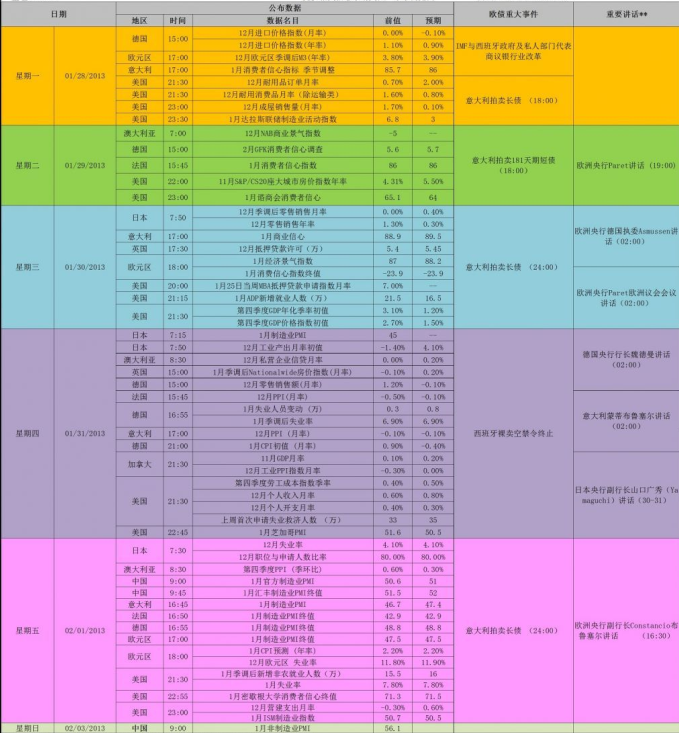 日期 公布数据 欧债重大事件 重要讲话**
地区 时间 数据名目 前值 预期
星期一 01/28/2013
德国 15:00 12月进口价格指数(月率) 0.00% -0.10%
12月进口价格指数(年率) 1.10% 0.90%
欧元区 17:00 12月欧元区季调后M3(年率) 3.80% 3.90%
意大利 17:00 1月消费者信心指标 季节调整 85.7 86
美国 21:30 12月耐用品订单月率 0.70% 2.00%
美国 21:30 12月耐用消费品月率（除运输类） 1.60% 0.80%
美国 23:00 12月成屋销售量(月率) 1.70% 0.10%
美国 23:30 1月达拉斯联储制造业活动指数 6.8 3
IMF与西班牙政府及私人部门代表
商议银行业改革
意大利拍卖长债 （18:00）
星期二 01/29/2013
澳大利亚 7:00 12月NAB商业景气指数 -5 --
德国 15:00 2月GFK消费者信心调查 5.6 5.7
法国 15:45 1月消费者信心指数 86 86
美国 22:00 11月S&P/CS20座大城市房价指数年率 4.31% 5.50%
美国 23:00 1月谘商会消费者信心 65.1 64
意大利拍卖181天期短债
（18:00）
欧洲央行Paret讲话 (19:00)
星期三 01/30/2013
日本 7:50 12月季调后零售销售月率 0.00% 0.40%
12月零售销售年率 1.30% 0.30%
意大利 17:00 1月商业信心 88.9 89.5
英国 17:30 12月抵押贷款许可（万） 5.4 5.45
欧元区 18:00 1月经济景气指数 87 88.2
1月消费信心指数终值 -23.9 -23.9
美国 20:00 1月25日当周MBA抵押贷款申请指数月率 7.00% --
美国 21:15 1月ADP新增就业人数（万） 21.5 16.5
美国 21:30 第四季度GDP年化季率初值 3.10% 1.20%
第四季度GDP价格指数初值 2.70% 1.50%
意大利拍卖长债 （24:00）
欧洲央行德国执委Asmussen讲
话（02:00）
欧洲央行Paret欧洲议会会议
讲话（02:00）
星期四 01/31/2013
日本 7:15 1月制造业PMI 45 --
日本 7:50 12月工业产出月率初值 -1.40% 4.10%
澳大利亚 8:30 12月私营企业信贷月率 0.00% 0.20%
英国 15:00 1月季调后Nationalwide房价指数(月率) -0.10% 0.20%
德国 15:00 12月零售销售额(月率) 1.20% -0.10%
法国 15:45 12月PPI(月率) -0.50% -0.10%
德国 16:55 1月失业人员变动（万） 0.3 0.8
1月季调后失业率 6.90% 6.90%
意大利 17:00 12月PPI（月率） -0.10% -0.10%
德国 21:00 1月CPI初值（月率） 0.90% -0.40%
加拿大 21:30 11月GDP月率 0.10% 0.20%
12月工业PPI指数月率 -0.30% 0.00%
美国 21:30 第四季度劳工成本指数季率 0.40% 0.50%
12月个人收入月率 0.60% 0.80%
12月个人开支月率 0.40% 0.30%
上周首次申请失业救济人数 （万） 33 35
美国 22:45 1月芝加哥PMI 51.6 50.5
西班牙裸卖空禁令终止
德国央行行长魏德曼讲话
（02:00）
意大利蒙蒂布鲁塞尔讲话
（02:00）
日本央行副行长山口广秀（Ya
maguchi）讲话（30-31）
星期五 02/01/2013
日本 7:30 12月失业率 4.10% 4.10%
12月职位与申请人数比率 80.00% 80.00%
澳大利亚 8:30 第四季度PPI（季环比） 0.60% 0.30%
中国 9:00 1月官方制造业PMI 50.6 51
中国 9:45 1月汇丰制造业PMI终值 51.5 52
意大利 16:45 1月制造业PMI 46.7 47.4
法国 16:50 1月制造业PMI终值 42.9 42.9
德国 16:55 1月制造业PMI终值 48.8 48.8
欧元区 17:00 1月制造业PMI终值 47.5 47.5
欧元区 18:00 1月CPI预测（年率） 2.20% 2.20%
12月欧元区 失业率 11.80% 11.90%
美国 21:30 1月季调后新增非农就业人数（万） 15.5 16
1月失业率 7.80% 7.80%
美国 22:55 1月密歇根大学消费者信心终值 71.3 71.5
美国 23:00 12月营建支出月率 -0.30% 0.60%
1月ISM制造业指数 50.7 50.5
意大利拍卖长债 （24:00）
欧洲央行副行长Constancio布
鲁塞尔讲话 （16:30）
星期日 02/03/2013 中国 9:00 1月非制造业PMI 56.1